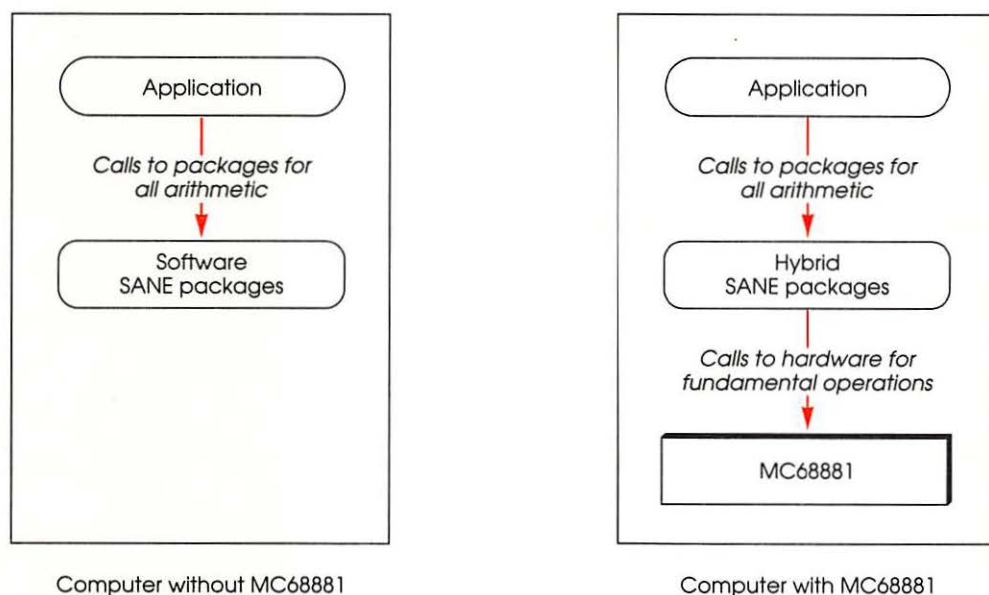 Application
Calls to packages for
all arithmetic
Software
SANE packages
Computer without MC68881
Application
Calls to packages for
all arithmetic
Hybrid
SANE packages
Calls to hardware for
fundamental operations
MC68881
Computer with MC68881